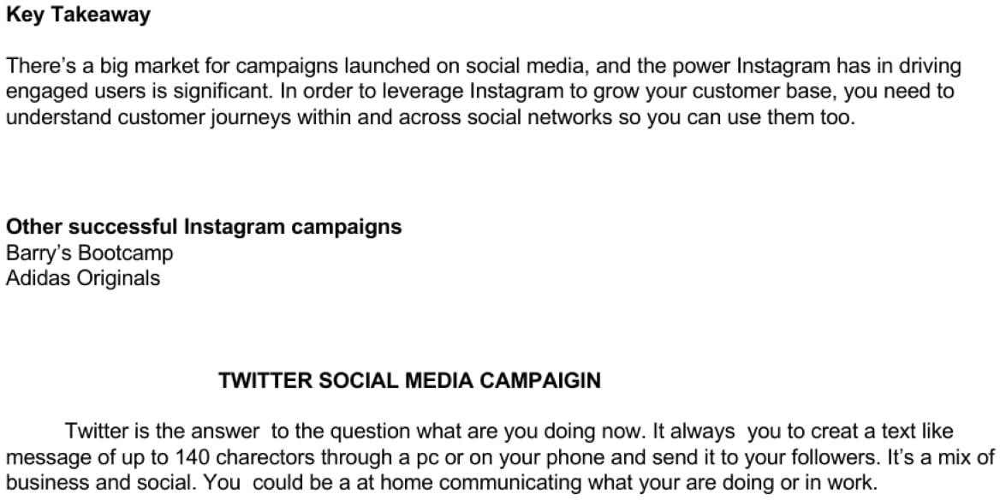 Key Takeaway
There’s a big market for campaigns launched on social media, and the power Instagram has in driving
engaged users is significant. In order to leverage Instagram to grow your customer base, you need to
understand customer journeys within and across social networks so you can use them too.
Other successful Instagram campaigns
Barry’s Bootcamp
Adidas Originals
TWITTER SOCIAL MEDIA CAMPAIGIN
Twitter is the answer  to the question what are you doing now. It always  you to creat a text like
message of up to 140 charectors through a pc or on your phone and send it to your followers. It’s a mix of
business and social. You  could be a at home communicating what your are doing or in work.